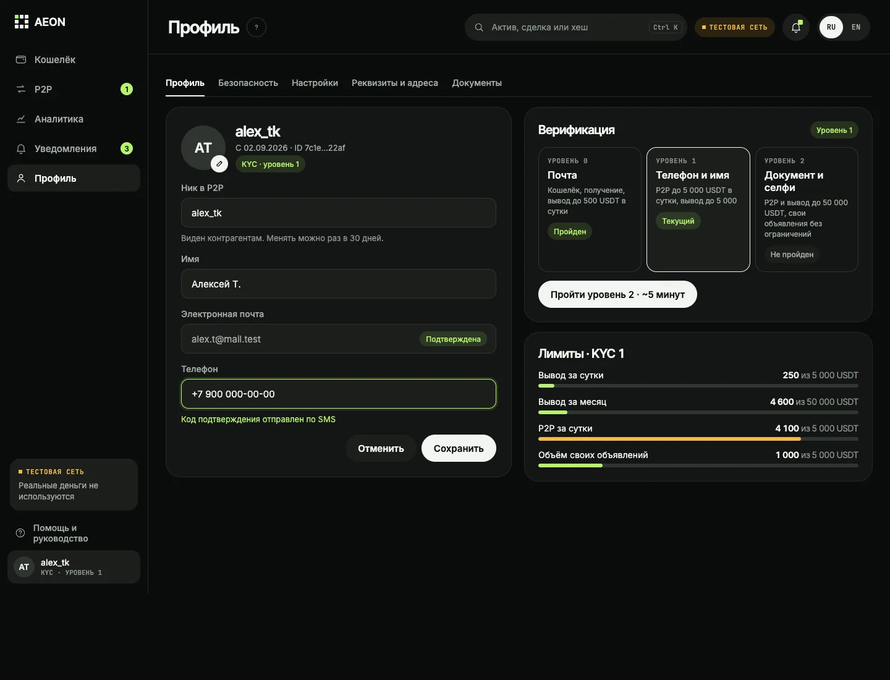 AEON
Кошелёк
P2P
1
Аналитика
Уведомления
3
Профиль
ТЕСТОВАЯ СЕТЬ
Реальные деньги не
используются
Помощь и
руководство
AT
alex_tk
KYC · УРОВЕНЬ 1
Профиль
?
Актив, сделка или хеш
Ctrl K
ТЕСТОВАЯ СЕТЬ
RU
EN
Профиль
Безопасность
Настройки
Реквизиты и адреса
Документы
AT
alex_tk
С 02.09.2026 · ID 7c1e...22af
KYC · уровень 1
Ник в P2P
alex_tk
Виден контрагентам. Менять можно раз в 30 дней.
Имя
Алексей Т.
Электронная почта
alex.t@mail.test
Подтверждена
Телефон
+7 900 000-00-00
Код подтверждения отправлен по SMS
Отменить
Сохранить
Верификация
Уровень 1
УРОВЕНЬ 0
Почта
Кошелёк, получение,
вывод до 500 USDT в
сутки
Пройден
УРОВЕНЬ 1
Телефон и имя
P2P до 5 000 USDT в
сутки, вывод до 5 000
Текущий
УРОВЕНЬ 2
Документ и
селфи
P2P и вывод до 50 000
USDT, свои
объявления без
ограничений
Не пройден
Пройти уровень 2 · ~5 минут
Лимиты · KYC 1
Вывод за сутки
250 из 5 000 USDT
Вывод за месяц
4 600 из 50 000 USDT
P2P за сутки
4 100 из 5 000 USDT
Объём своих объявлений
1 000 из 5 000 USDT